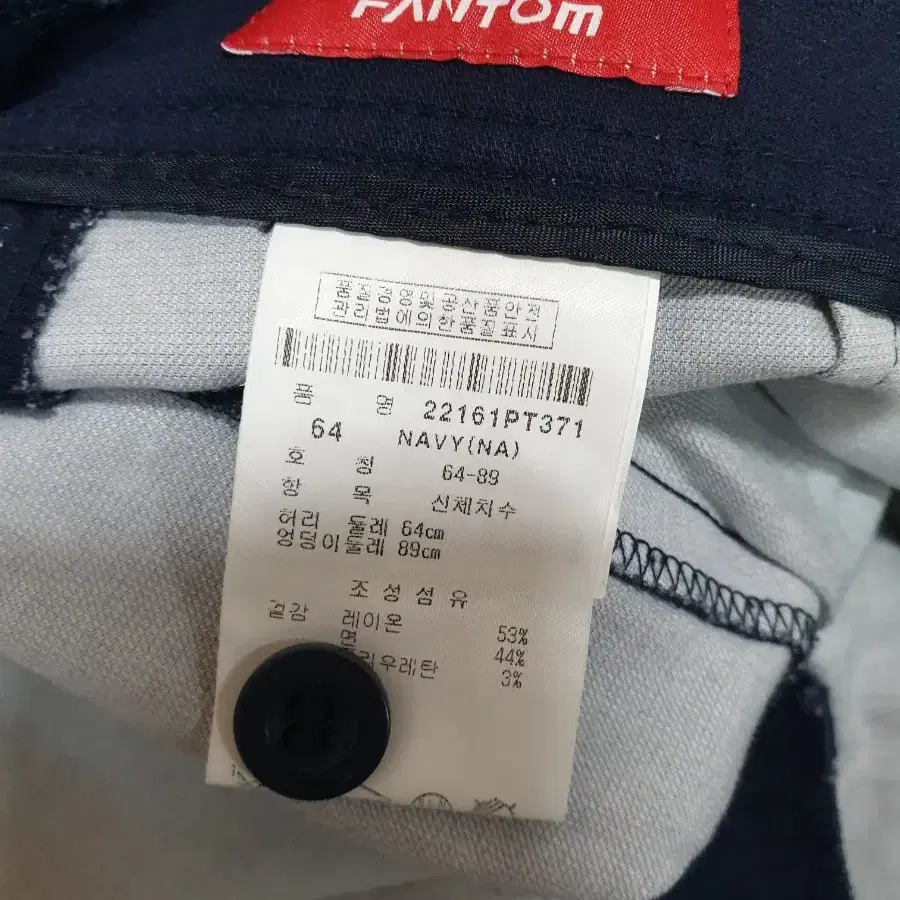 FANTOM
품질경영및공산품안전
관리법에의한품질표시
품 명 22161PT371
64 NAVY(NA)
호 칭 64-89
항 목 신체치수
허리 둘레 64cm
엉덩이둘레 89cm
조성섬유
겉감 레이온 53%
면 44%
리우레탄 3%